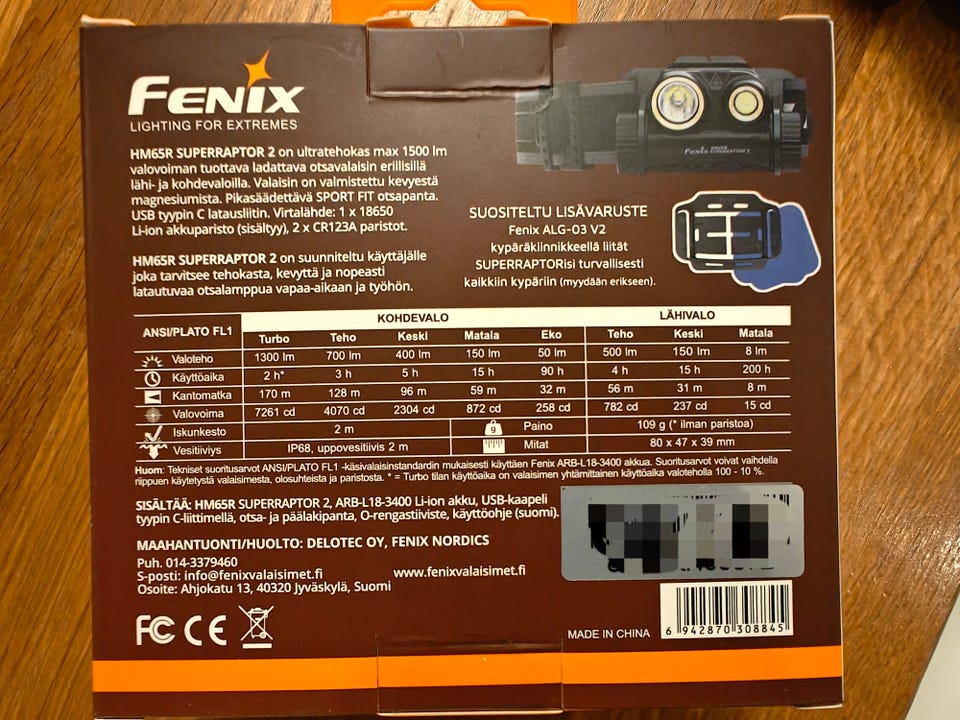 FENIX
LIGHTING FOR EXTREMES
HM65R SUPERRAPTOR 2 on ultratehokas max 1500 lm
valovoiman tuottava ladattava otsavalaisin erillisillä
lähi- ja kohdevaloilla. Valaisin on valmistettu kevyestä
magnesiumista. Pikasäädettävä SPORT FIT otsapanta.
USB tyypin C latausliitin. Virtalähde: 1 x 18650
Li-ion akkuparisto (sisältyy), 2 x CR123A paristot.
HM65R SUPERRAPTOR 2 on suunniteltu käyttäjälle
joka tarvitsee tehokasta, kevyttä ja nopeasti
latautuvaa otsalamppua vapaa-aikaan ja työhön.
FENIX HM65R SUPERRAPTOR 2
SUOSITELTU LISÄVARUSTE
Fenix ALG-03 V2
kypäräkiinnikkeellä liität
SUPERRAPTORisi turvallisesti
kaikkiin kypäriin (myydään erikseen).
ANSI/PLATO FL1 KOHDEVALO LÄHIVALO
Turbo Teho Keski Matala Eko Teho Keski Matala
Valoteho 1300 lm 700 lm 400 lm 150 lm 50 lm 500 lm 150 lm 8 lm
Käyttöaika 2 h* 3 h 5 h 15 h 90 h 4 h 15 h 200 h
Kantomatka 170 m 128 m 96 m 59 m 32 m 56 m 31 m 8 m
Valovoima 7261 cd 4070 cd 2304 cd 872 cd 258 cd 782 cd 237 cd 15 cd
Iskunkesto 2 m g Paino 109 g (* ilman paristoa)
Vesitiiviys IP68, uppovesitiivis 2 m Mitat 80 x 47 x 39 mm
Huom: Tekniset suoritusarvot ANSI/PLATO FL1 -käsivalaisinstandardin mukaisesti käyttäen Fenix ARB-L18-3400 akkua. Suoritusarvot voivat vaihdella
riippuen käytetystä valaisimesta, olosuhteista ja paristosta. * = Turbo tilan käyttöaika on valaisimen yhtämittainen käyttöaika valoteholla 100 - 10 %.
SISÄLTÄÄ: HM65R SUPERRAPTOR 2, ARB-L18-3400 Li-ion akku, USB-kaapeli
tyypin C-liittimellä, otsa- ja päälakipanta, O-rengastiiviste, käyttöohje (suomi).
MAAHANTUONTI/HUOLTO: DELOTEC OY, FENIX NORDICS
Puh. 014-3379460
S-posti: info@fenixvalaisimet.fi www.fenixvalaisimet.fi
Osoite: Ahjokatu 13, 40320 Jyväskylä, Suomi
FC CE
MADE IN CHINA
6 942870 308845